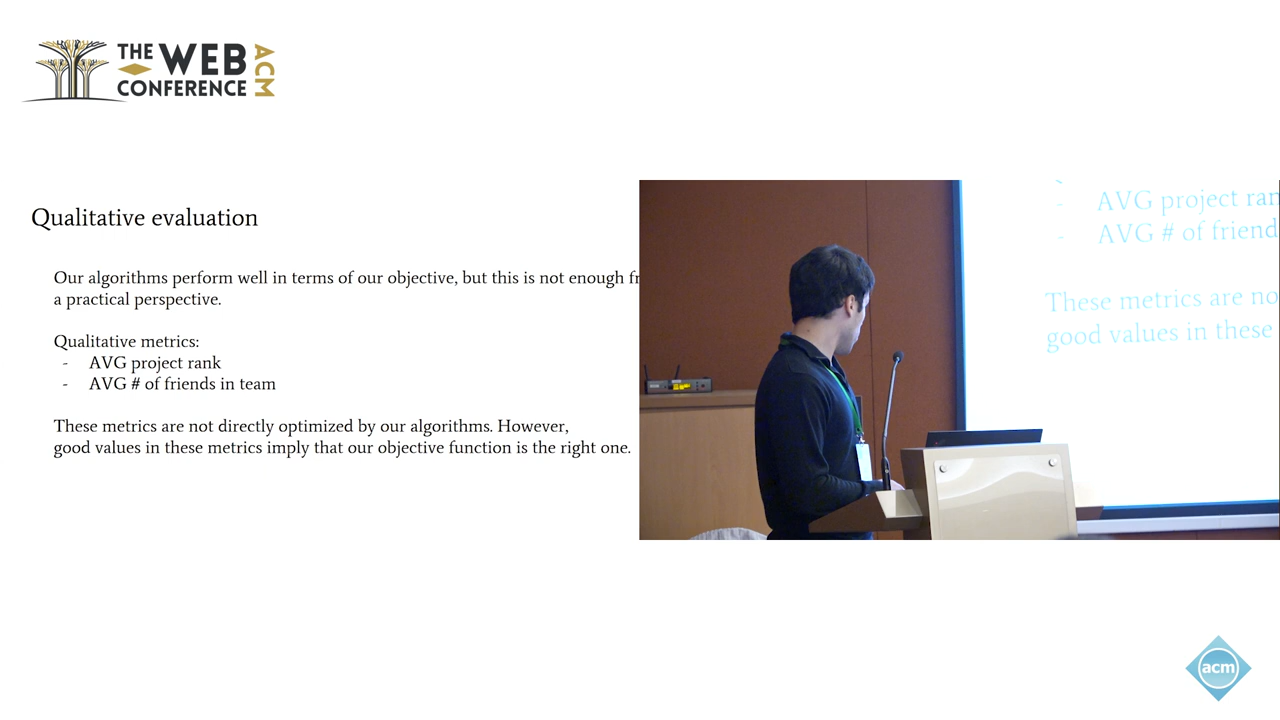 THE WEB
CONFERENCE
ACM
Qualitative evaluation
Our algorithms perform well in terms of our objective, but this is not enough
a practical perspective.
Qualitative metrics:
- AVG project rank
- AVG # of friends in team
These metrics are not directly optimized by our algorithms. However,
good values in these metrics imply that our objective function is the right one.
- AVG project
- AVG # of friend
These metrics are
good values in these
acm